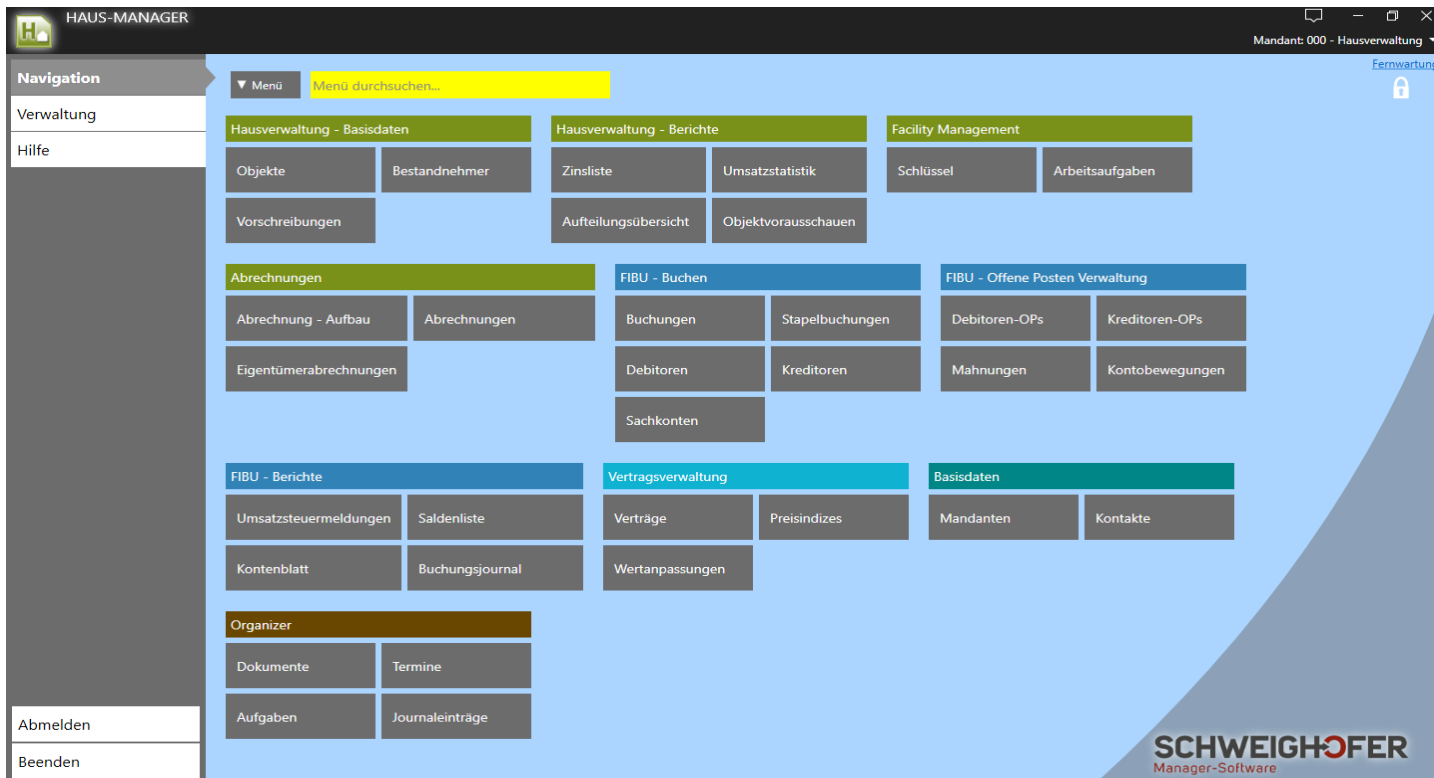 HAUS-MANAGER
Mandant: 000 - Hausverwaltung
Navigation
Verwaltung
Hilfe
Abmelden
Beenden
Fernwartung
Menü
Menü durchsuchen...
Hausverwaltung - Basisdaten
Objekte
Bestandnehmer
Vorschreibungen
Hausverwaltung - Berichte
Zinsliste
Umsatzstatistik
Aufteilungsübersicht
Objektvorausschauen
Facility Management
Schlüssel
Arbeitsaufgaben
Abrechnungen
Abrechnung - Aufbau
Abrechnungen
Eigentümerabrechnungen
FIBU - Buchen
Buchungen
Stapelbuchungen
Debitoren
Kreditoren
Sachkonten
FIBU - Offene Posten Verwaltung
Debitoren-OPs
Kreditoren-OPs
Mahnungen
Kontobewegungen
FIBU - Berichte
Umsatzsteuermeldungen
Saldenliste
Kontenblatt
Buchungsjournal
Vertragsverwaltung
Verträge
Preisindizes
Wertanpassungen
Basisdaten
Mandanten
Kontakte
Organizer
Dokumente
Termine
Aufgaben
Journaleinträge
SCHWEIGHOFER
Manager-Software